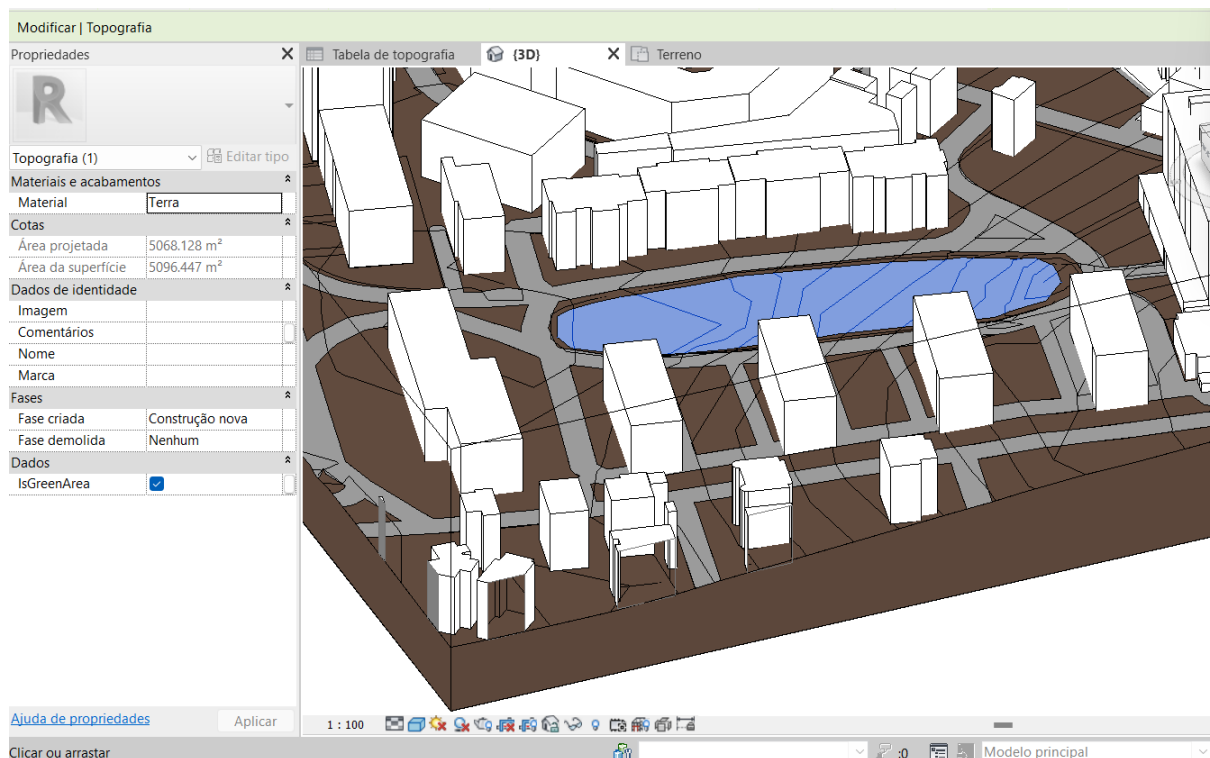 Modificar | Topografia
Propriedades
Tabela de topografia {3D} Terreno
R
Topografia (1) Editar tipo
Materiais e acabamentos
Material Terra
Cotas
Área projetada 5068.128 m²
Área da superfície 5096.447 m²
Dados de identidade
Imagem
Comentários
Nome
Marca
Fases
Fase criada Construção nova
Fase demolida Nenhum
Dados
IsGreenArea
Ajuda de propriedades Aplicar
1 : 100
Clicar ou arrastar :0 Modelo principal